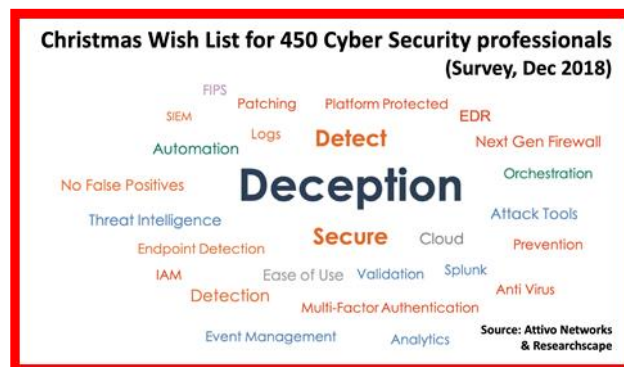 Christmas Wish List for 450 Cyber Security professionals
(Survey, Dec 2018)
FIPS
Patching
Platform Protected
SIEM
EDR
Logs
Detect
Next Gen Firewall
Automation
Deception
Orchestration
No False Positives
Threat Intelligence
Attack Tools
Secure
Cloud
Prevention
Endpoint Detection
IAM
Ease of Use
Validation
Splunk
Detection
Anti Virus
Multi-Factor Authentication
Event Management
Analytics
Source: Attivo Networks
& Researchscape